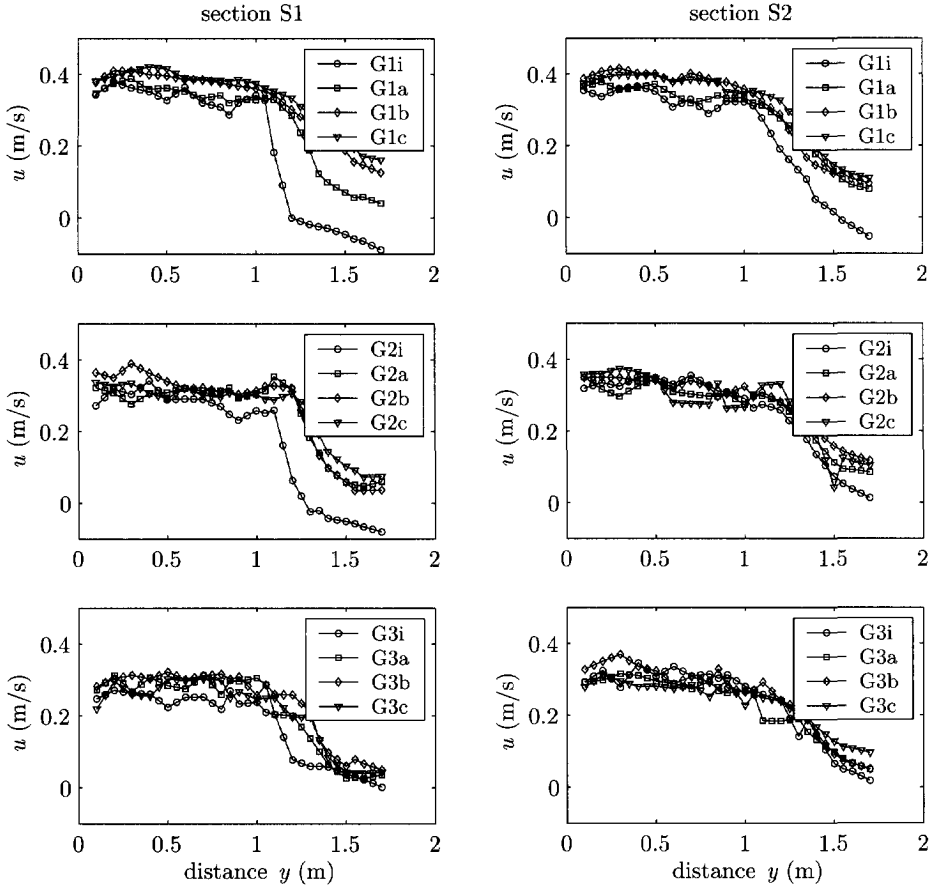 section S1
section S2
0.4
0.2
0
u (m/s)
G1i
G1a
G1b
G1c
0
0.5
1
1.5
2
0.4
0.2
0
u (m/s)
G1i
G1a
G1b
G1c
0
0.5
1
1.5
2
0.4
0.2
0
u (m/s)
G2i
G2a
G2b
G2c
0
0.5
1
1.5
2
0.4
0.2
0
u (m/s)
G2i
G2a
G2b
G2c
0
0.5
1
1.5
2
0.4
0.2
0
u (m/s)
G3i
G3a
G3b
G3c
0
0.5
1
1.5
2
distance y (m)
0.4
0.2
0
u (m/s)
G3i
G3a
G3b
G3c
0
0.5
1
1.5
2
distance y (m)